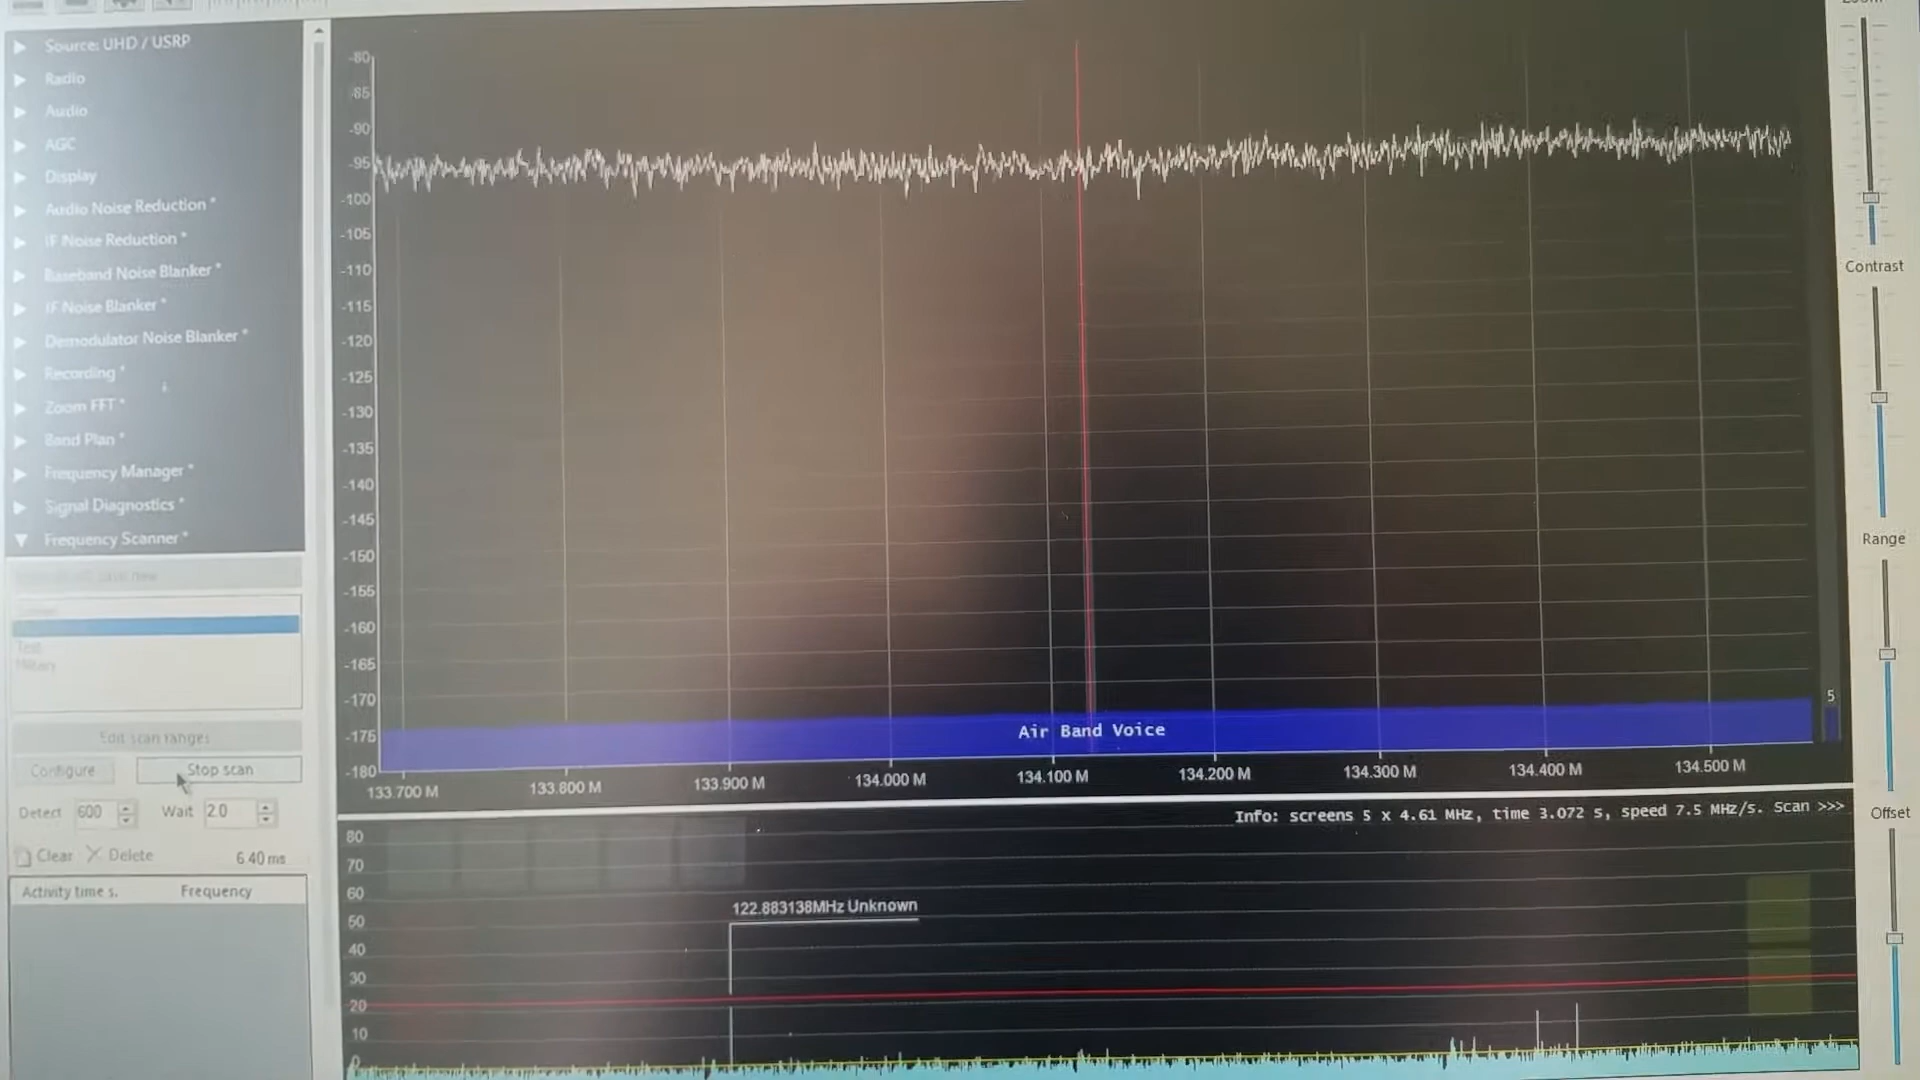 Source: UHD / USRP
Radio
Audio
AGC
Display
Audio Noise Reduction *
IF Noise Reduction *
Baseband Noise Blanker *
IF Noise Blanker *
Demodulator Noise Blanker *
Recording *
Zoom FFT *
Band Plan *
Frequency Manager *
Signal Diagnostics *
Frequency Scanner *
Military
Edit scan ranges
Configure
Stop scan
Detect 600 Wait 2.0
Clear Delete 6.40 ms
Activity time s. Frequency
-80
-85
-90
-95
-100
-105
-110
-115
-120
-125
-130
-135
-140
-145
-150
-155
-160
-165
-170
-175
-180
Air Band Voice
5
133.700 M 133.800 M 133.900 M 134.000 M 134.100 M 134.200 M 134.300 M 134.400 M 134.500 M
Info: screens 5 x 4.61 MHz, time 3.072 s, speed 7.5 MHz/s. Scan >>>
80
70
60
50
40
30
20
10
0
122.883138MHz Unknown
Contrast
Range
Offset